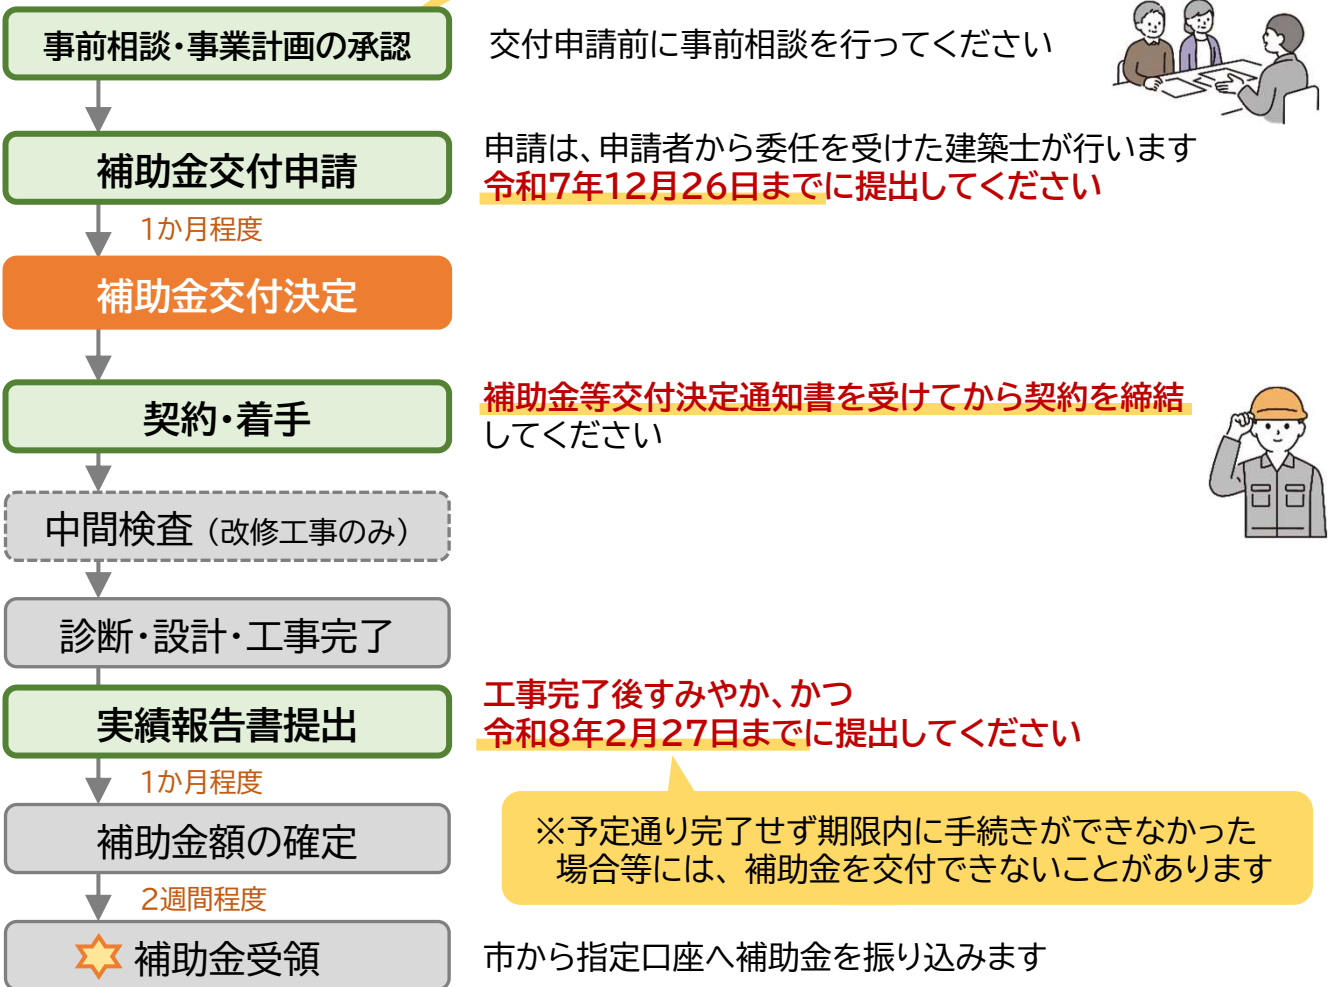 事前相談・事業計画の承認
交付申請前に事前相談を行ってください
補助金交付申請
申請は、申請者から委任を受けた建築士が行います
令和7年12月26日までに提出してください
1か月程度
補助金交付決定
契約・着手
補助金等交付決定通知書を受けてから契約を締結
してください
中間検査（改修工事のみ）
診断・設計・工事完了
実績報告書提出
工事完了後すみやか、かつ
令和8年2月27日までに提出してください
1か月程度
補助金額の確定
※予定通り完了せず期限内に手続きができなかった
場合等には、補助金を交付できないことがあります
2週間程度
補助金受領
市から指定口座へ補助金を振り込みます